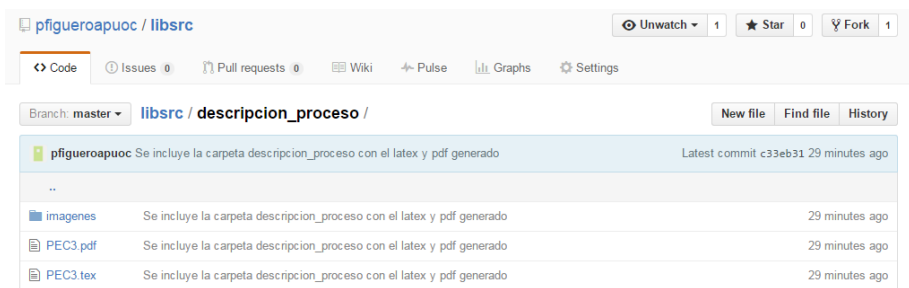 pfigueroapuoc / libsrc Unwatch 1 Star 0 Fork 1
Code Issues 0 Pull requests 0 Wiki Pulse Graphs Settings
Branch: master libsrc / descripcion_proceso / New file Find file History
pfigueroapuoc Se incluye la carpeta descripcion_proceso con el latex y pdf generado Latest commit c33eb31 29 minutes ago
..
imagenes Se incluye la carpeta descripcion_proceso con el latex y pdf generado 29 minutes ago
PEC3.pdf Se incluye la carpeta descripcion_proceso con el latex y pdf generado 29 minutes ago
PEC3.tex Se incluye la carpeta descripcion_proceso con el latex y pdf generado 29 minutes ago